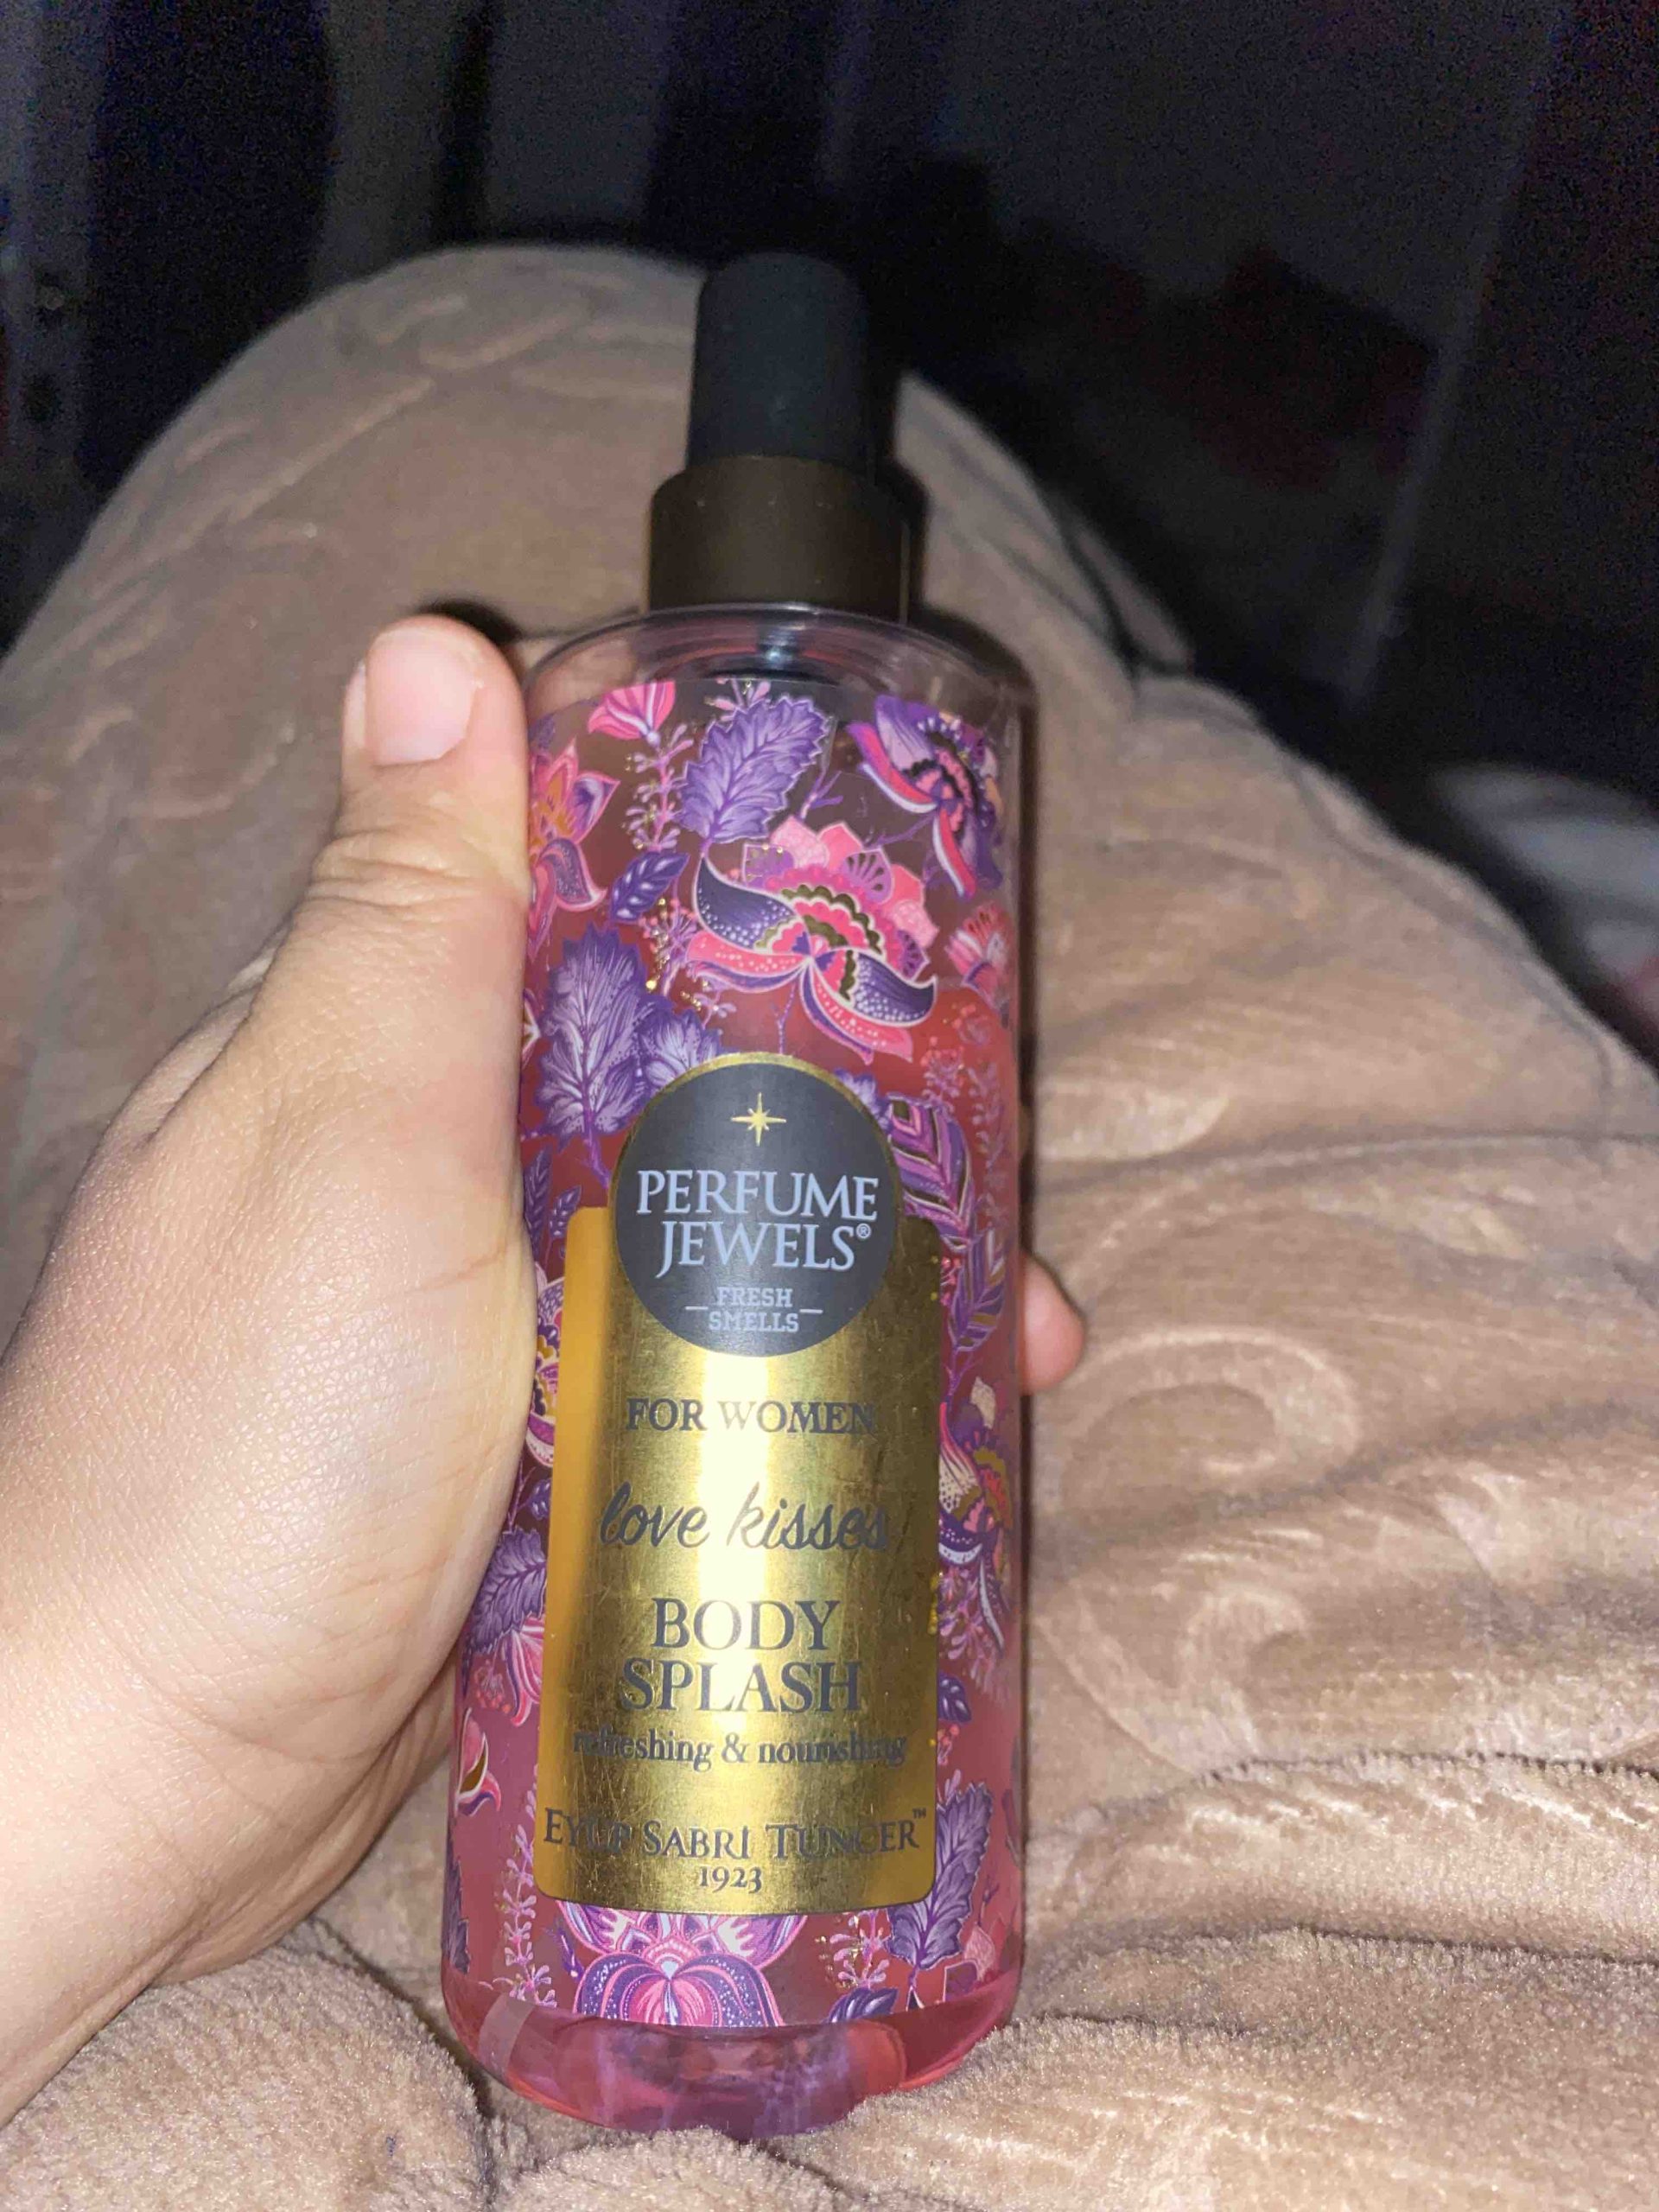 PERFUME
JEWELS®
FRESH
SMELLS
FOR WOMEN
love kisses
BODY
SPLASH
refreshing & nourishing
EYÜP SABRİ TUNCER™
1923